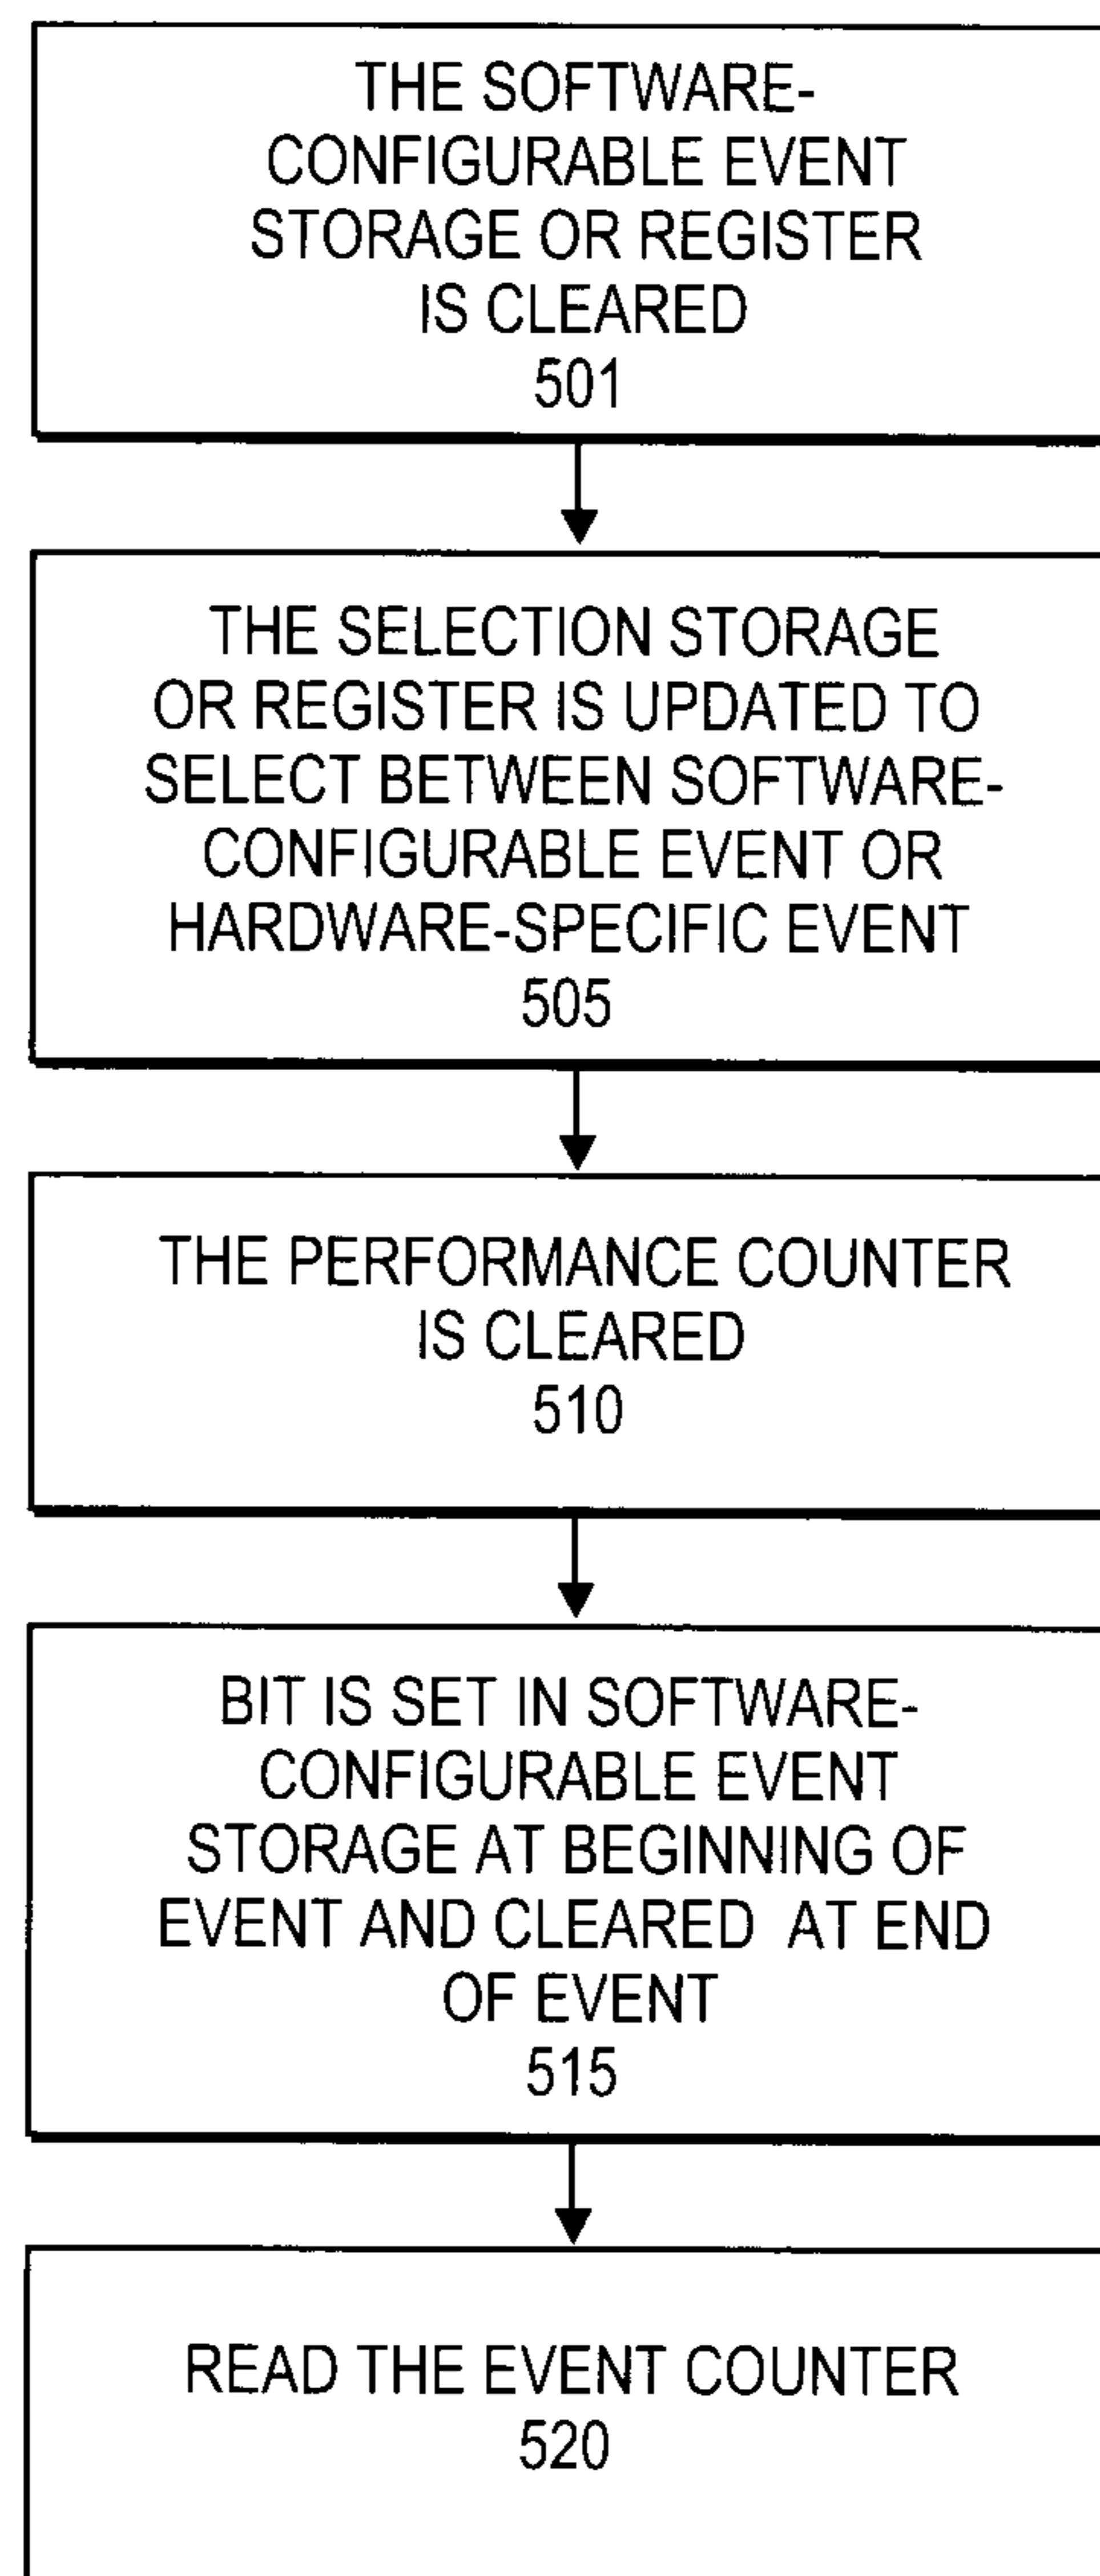 THE SOFTWARE-
CONFIGURABLE EVENT
STORAGE OR REGISTER
IS CLEARED
501
THE SELECTION STORAGE
OR REGISTER IS UPDATED TO
SELECT BETWEEN SOFTWARE-
CONFIGURABLE EVENT OR
HARDWARE-SPECIFIC EVENT
505
THE PERFORMANCE COUNTER
IS CLEARED
510
BIT IS SET IN SOFTWARE-
CONFIGURABLE EVENT
STORAGE AT BEGINNING OF
EVENT AND CLEARED AT END
OF EVENT
515
READ THE EVENT COUNTER
520